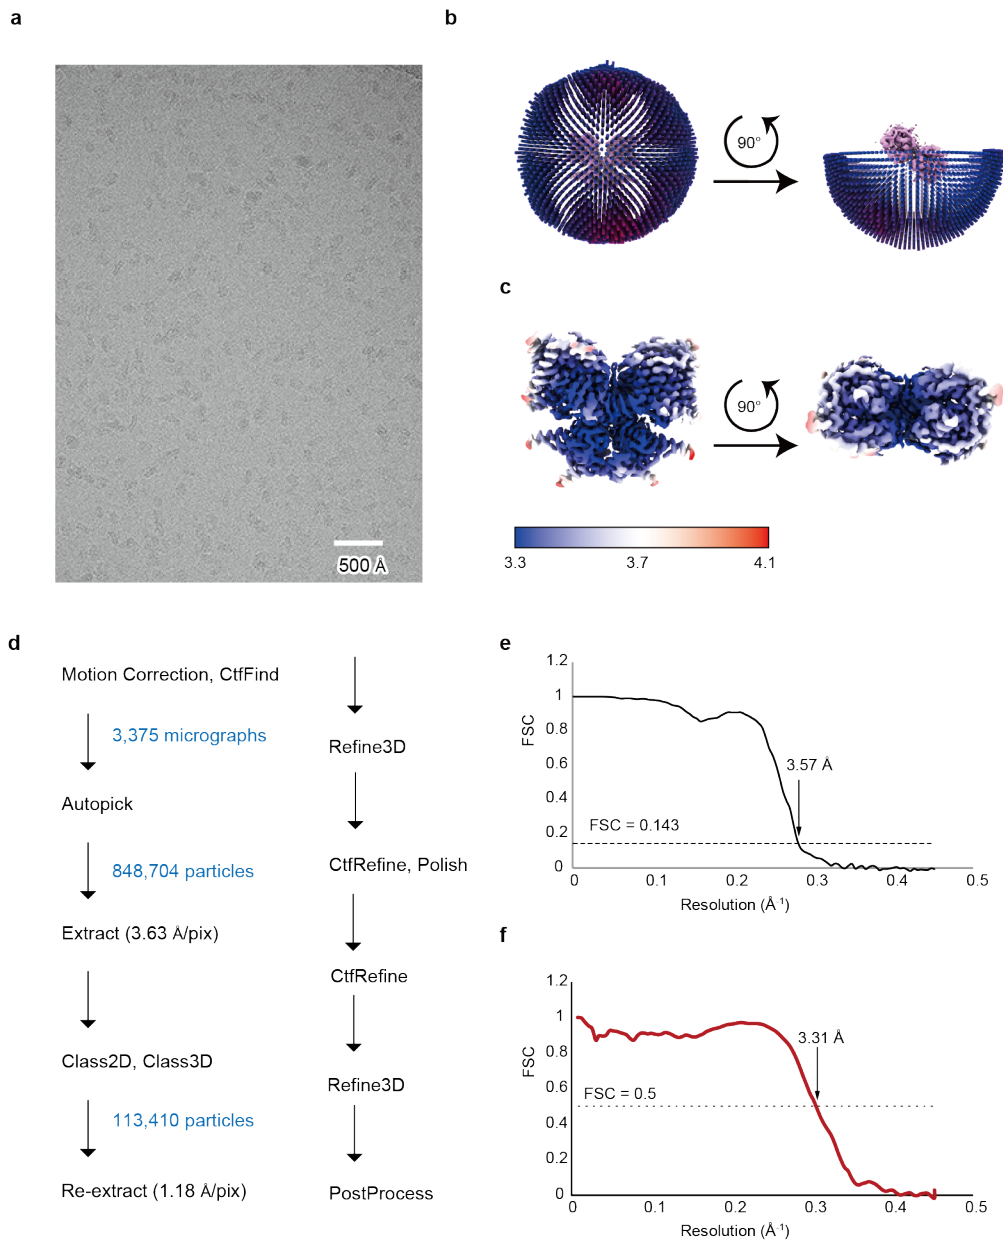 a
500 Å
b
90°
c
90°
3.3
3.7
4.1
d
Motion Correction, CtfFind
3,375 micrographs
Autopick
848,704 particles
Extract (3.63 Å/pix)
Class2D, Class3D
113,410 particles
Re-extract (1.18 Å/pix)
Refine3D
CtfRefine, Polish
CtfRefine
Refine3D
PostProcess
e
1.2
1
0.8
0.6
0.4
0.2
0
FSC
3.57 Å
FSC = 0.143
0
0.1
0.2
0.3
0.4
0.5
Resolution (Å-1)
f
1.2
1
0.8
0.6
0.4
0.2
0
FSC
3.31 Å
FSC = 0.5
0
0.1
0.2
0.3
0.4
0.5
Resolution (Å-1)